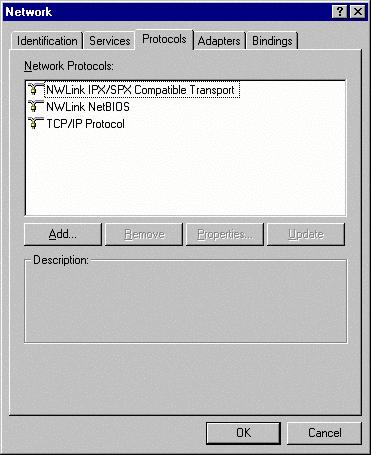 Network
Identification Services Protocols Adapters Bindings
Network Protocols:
NWLink IPX/SPX Compatible Transport
NWLink NetBIOS
TCP/IP Protocol
Add... Remove Properties... Update
Description:
OK Cancel